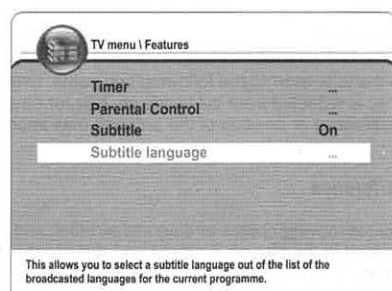 TV menu \ Features
Timer ...
Parental Control ...
Subtitle On
Subtitle language ...
This allows you to select a subtitle language out of the list of the
broadcasted languages for the current programme.